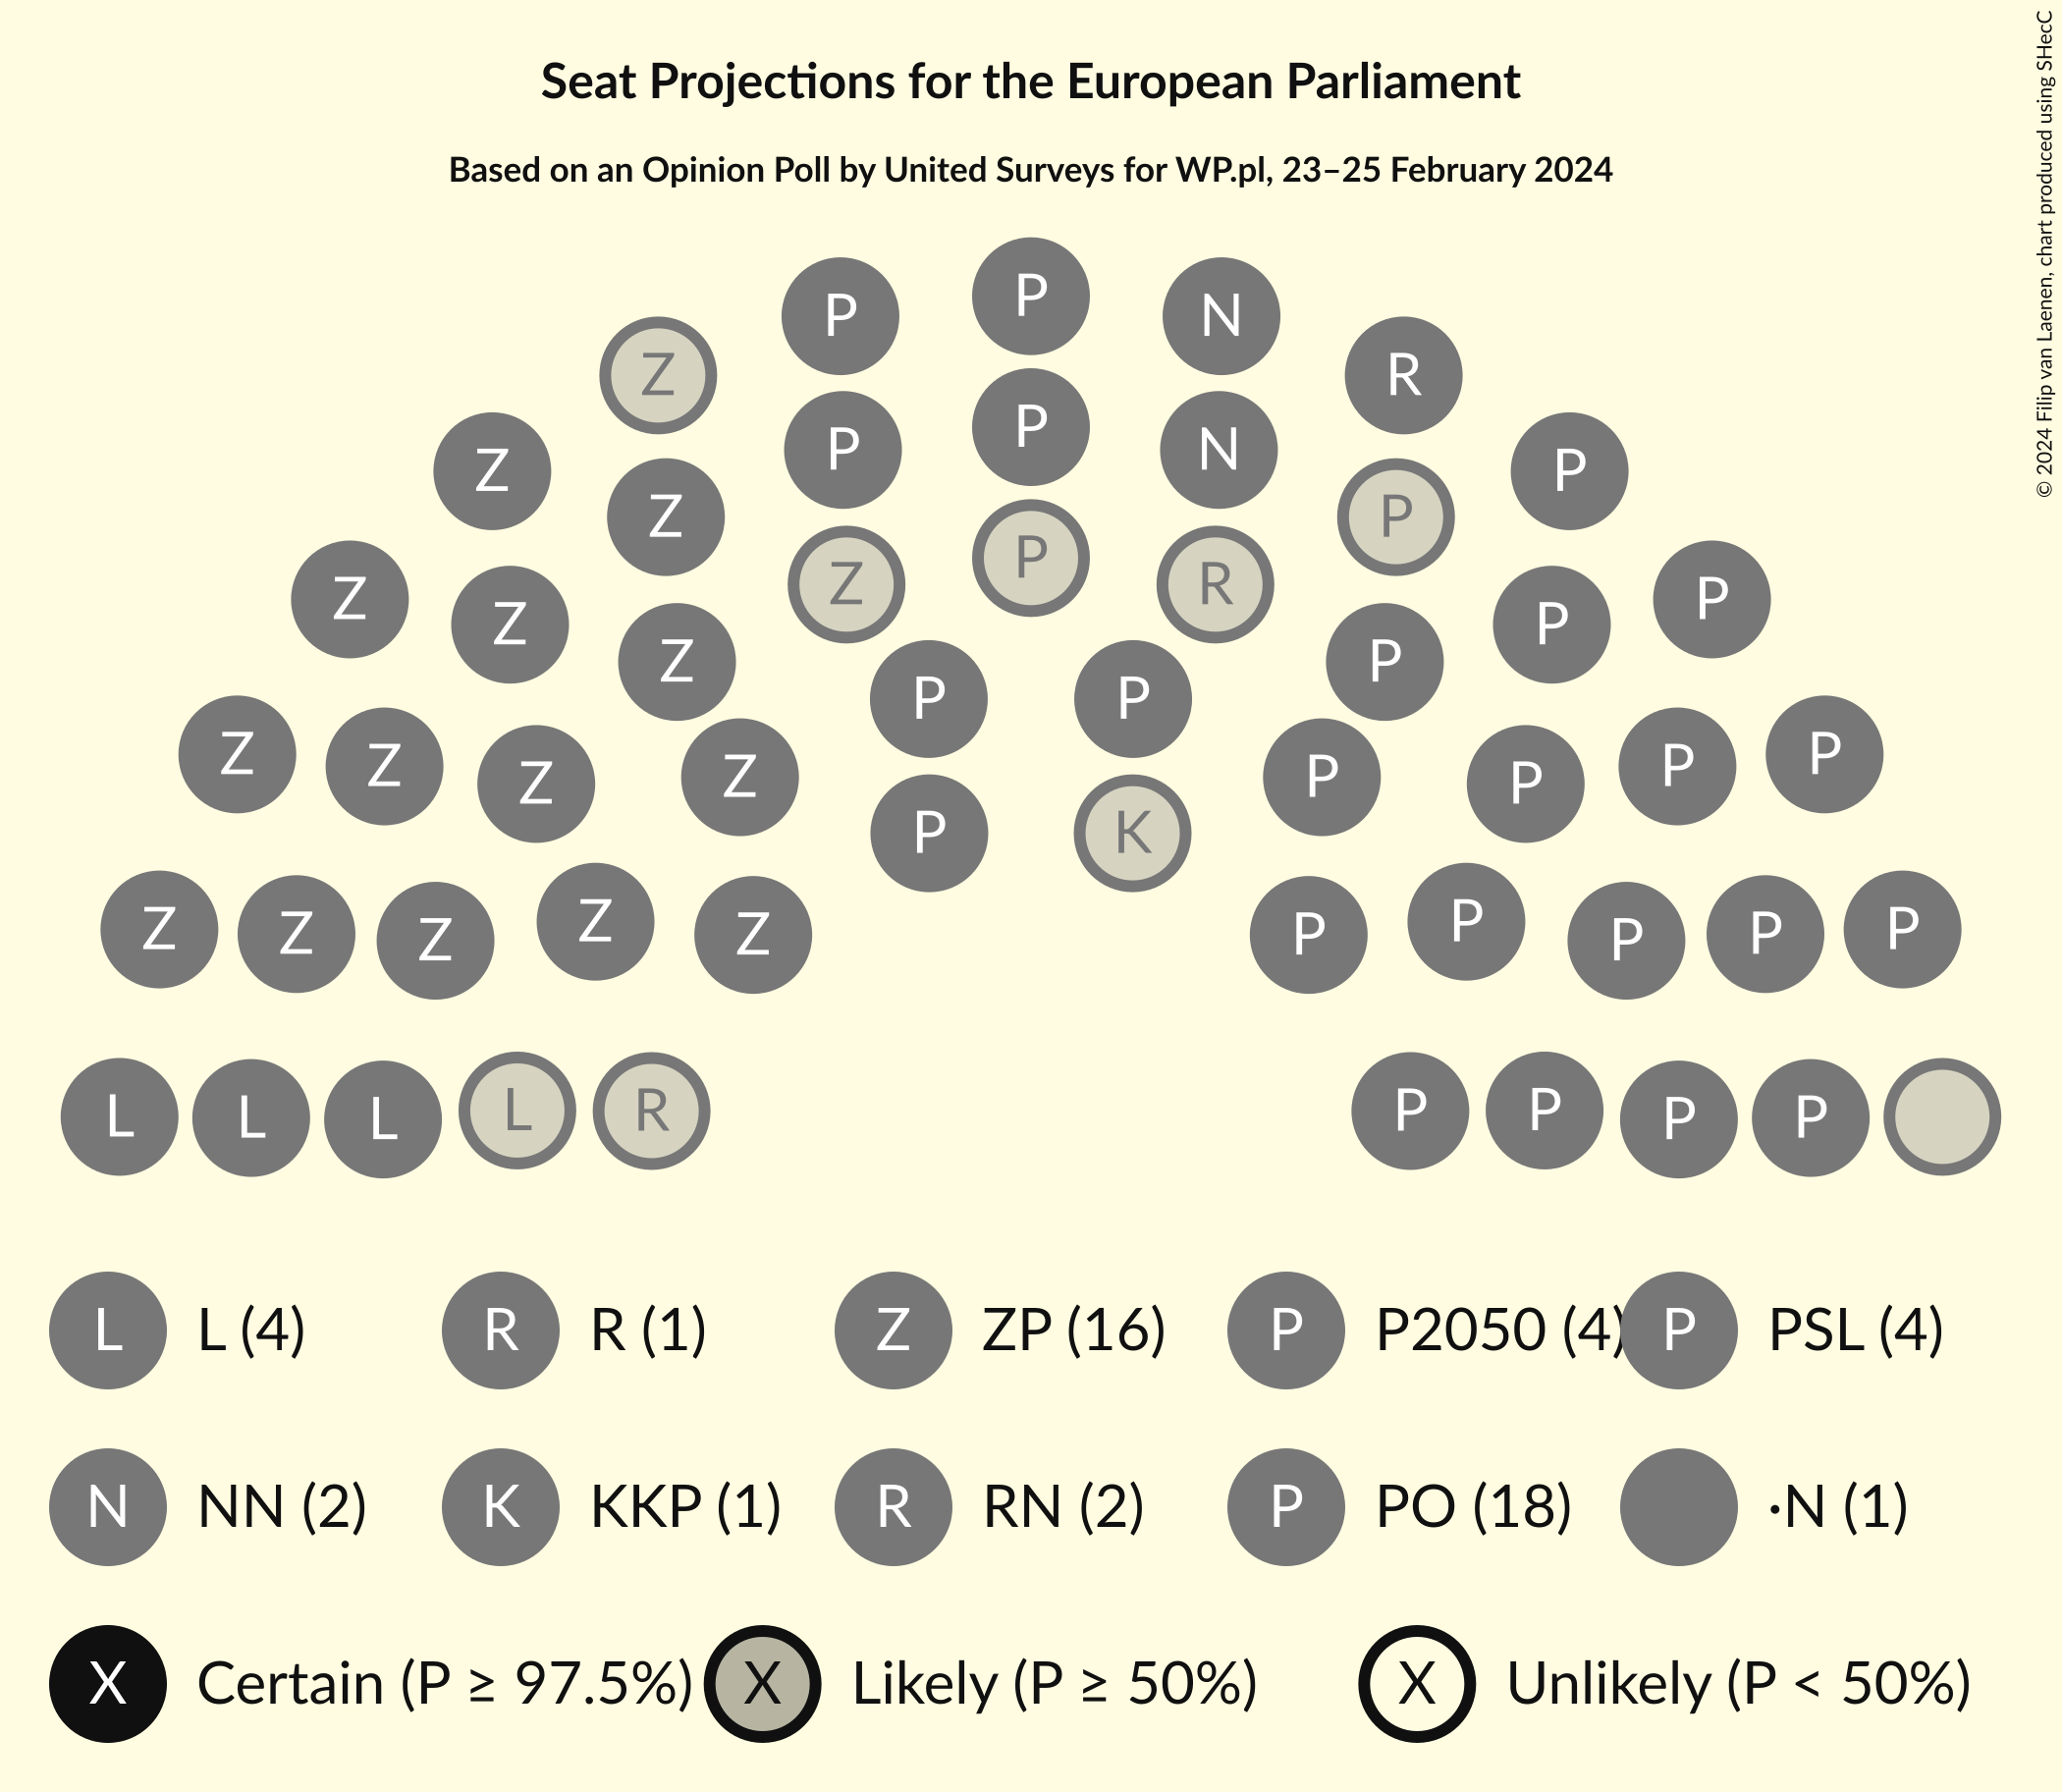 Seat Projections for the European Parliament
Based on an Opinion Poll by United Surveys for WP.pl, 23–25 February 2024
© 2024 Filip van Laenen, chart produced using SHecC
P
P P N
Z R
Z P P N P
Z P
Z P
Z Z R P
Z P
Z P P P
Z Z Z Z P P P P
P K
Z Z Z Z Z P P P P P
L L L L R P P P P
L L (4) R R (1) Z ZP (16) P P2050 (4) P PSL (4)
N NN (2) K KKP (1) R RN (2) P PO (18) •N (1)
X Certain (P ≥ 97.5%) X Likely (P ≥ 50%) X Unlikely (P < 50%)